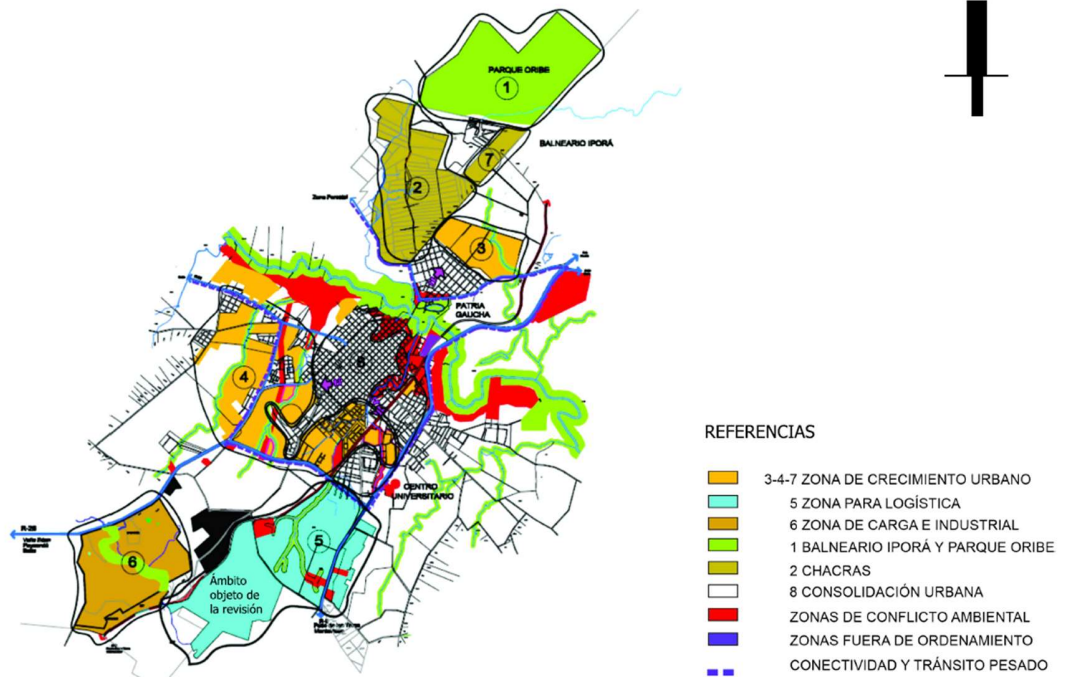 PARQUE ORIBE
1
BALNEARIO IPORÁ
7
2
Zona Forestal
3
PATRIA
GAUCHA
8
4
CENTRO
UNIVERSITARIO
R-26
5
6
Ámbito
objeto de
la revisión
R-5
REFERENCIAS
3-4-7 ZONA DE CRECIMIENTO URBANO
5 ZONA PARA LOGÍSTICA
6 ZONA DE CARGA E INDUSTRIAL
1 BALNEARIO IPORÁ Y PARQUE ORIBE
2 CHACRAS
8 CONSOLIDACIÓN URBANA
ZONAS DE CONFLICTO AMBIENTAL
ZONAS FUERA DE ORDENAMIENTO
CONECTIVIDAD Y TRÁNSITO PESADO